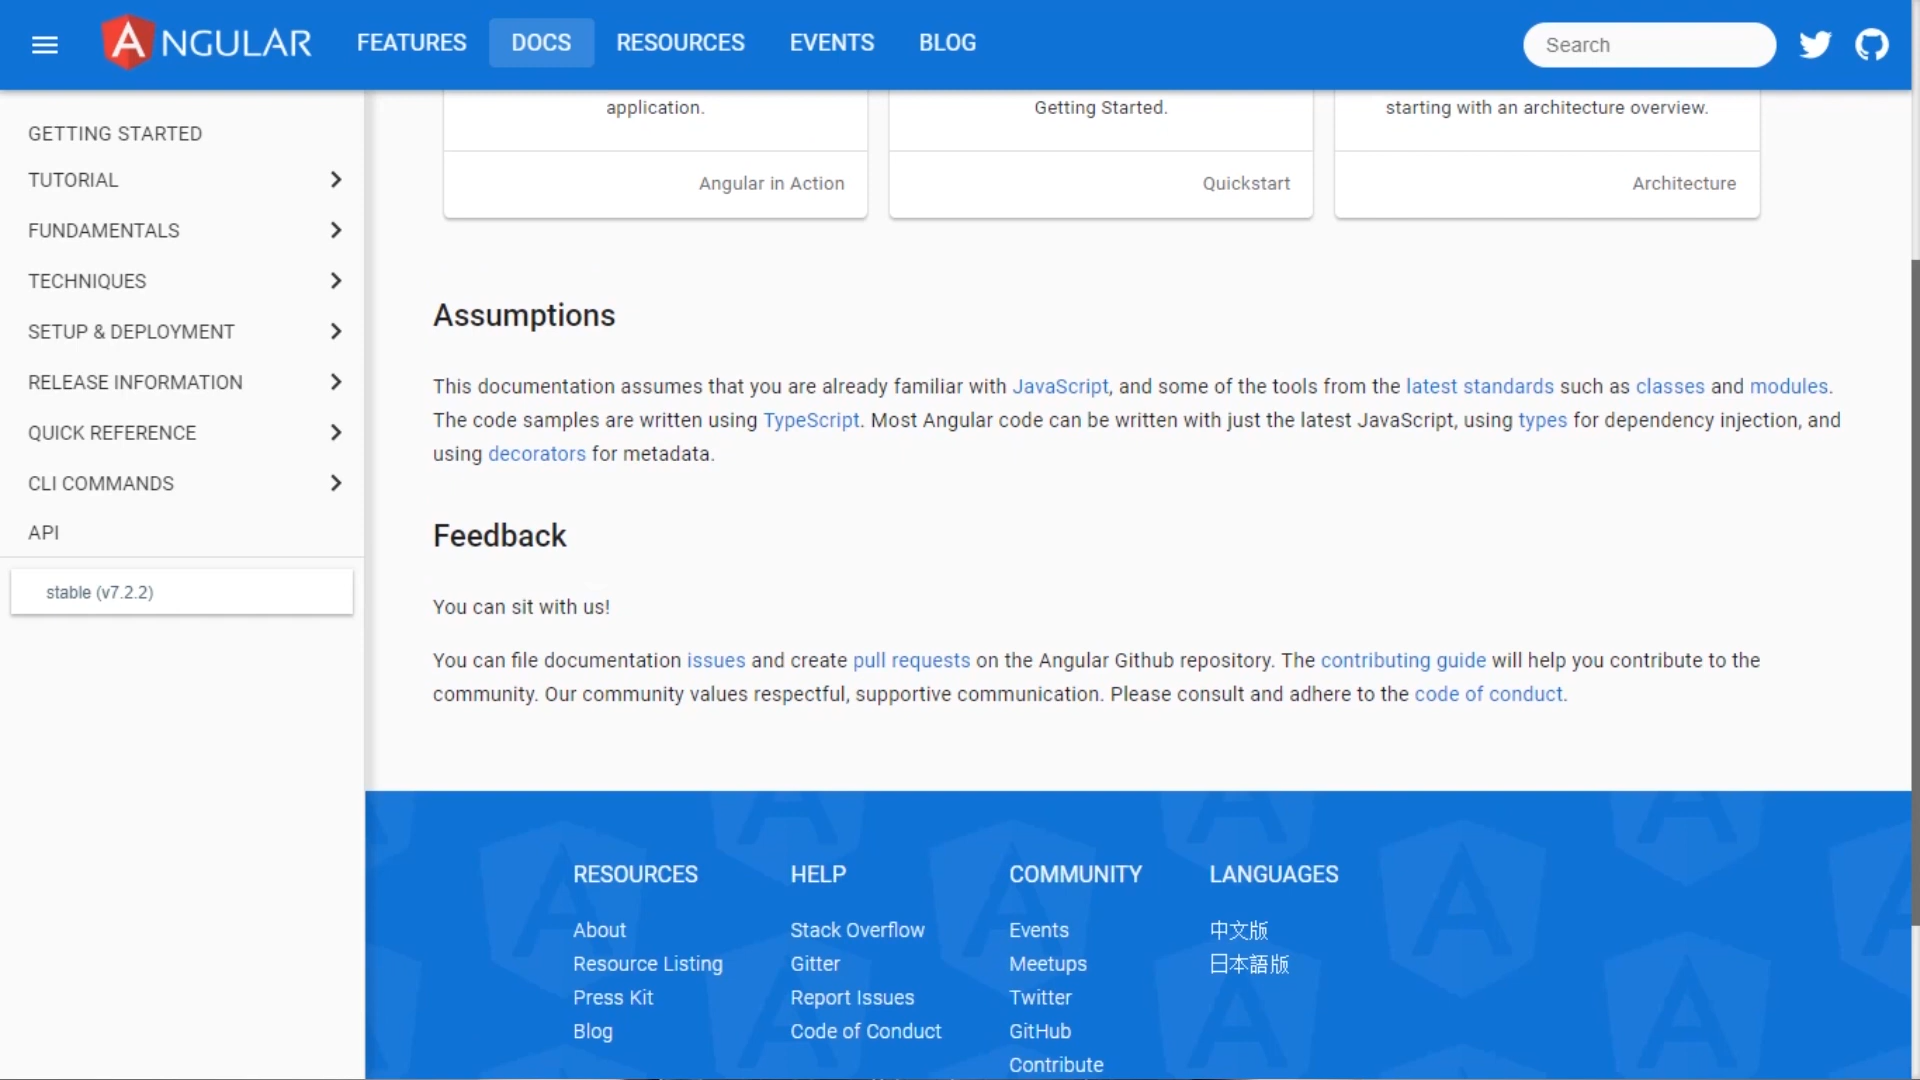 ANGULAR FEATURES DOCS RESOURCES EVENTS BLOG Search
GETTING STARTED
TUTORIAL
FUNDAMENTALS
TECHNIQUES
SETUP & DEPLOYMENT
RELEASE INFORMATION
QUICK REFERENCE
CLI COMMANDS
API
stable (v7.2.2)
application.
Angular in Action
Getting Started.
Quickstart
starting with an architecture overview.
Architecture
Assumptions
This documentation assumes that you are already familiar with JavaScript, and some of the tools from the latest standards such as classes and modules.
The code samples are written using TypeScript. Most Angular code can be written with just the latest JavaScript, using types for dependency injection, and
using decorators for metadata.
Feedback
You can sit with us!
You can file documentation issues and create pull requests on the Angular Github repository. The contributing guide will help you contribute to the
community. Our community values respectful, supportive communication. Please consult and adhere to the code of conduct.
RESOURCES
About
Resource Listing
Press Kit
Blog
HELP
Stack Overflow
Gitter
Report Issues
Code of Conduct
COMMUNITY
Events
Meetups
Twitter
GitHub
Contribute
LANGUAGES
中文版
日本語版